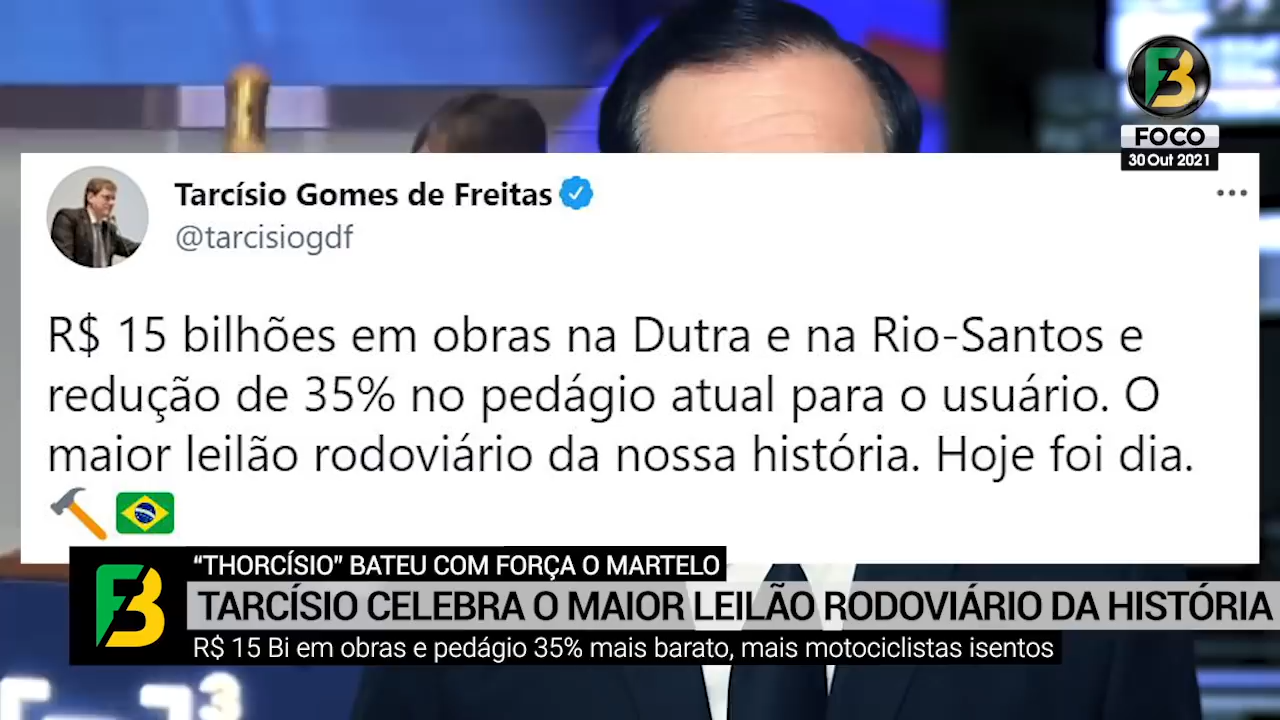 FB
FOCO
30 Out 2021
Tarcísio Gomes de Freitas
@tarcisiogdf
R$ 15 bilhões em obras na Dutra e na Rio-Santos e
redução de 35% no pedágio atual para o usuário. O
maior leilão rodoviário da nossa história. Hoje foi dia.
"THORCÍSIO" BATEU COM FORÇA O MARTELO
FB
TARCÍSIO CELEBRA O MAIOR LEILÃO RODOVIÁRIO DA HISTÓRIA
R$ 15 Bi em obras e pedágio 35% mais barato, mais motociclistas isentos